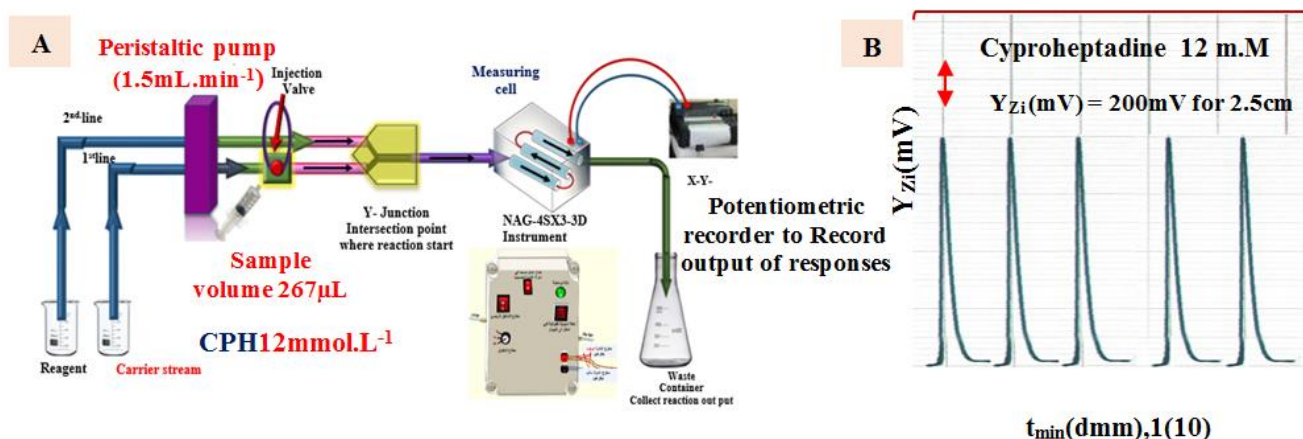 A
Peristaltic pump
(1.5mL.min-1)
Injection
Valve
2nd.line
1st line
Y- Junction
Intersection point
where reaction start
Sample
volume 267µL
CPH12mmol.L-1
Reagent
Carrier stream
Measuring
cell
NAG-4SX3-3D
Instrument
X-Y-
Potentiometric
recorder to Record
output of responses
Waste
Container
Collect reaction out put
B
Cyproheptadine 12 m.M
YZi(mV) = 200mV for 2.5cm
YZi(mV)
tmin(dmm),1(10)